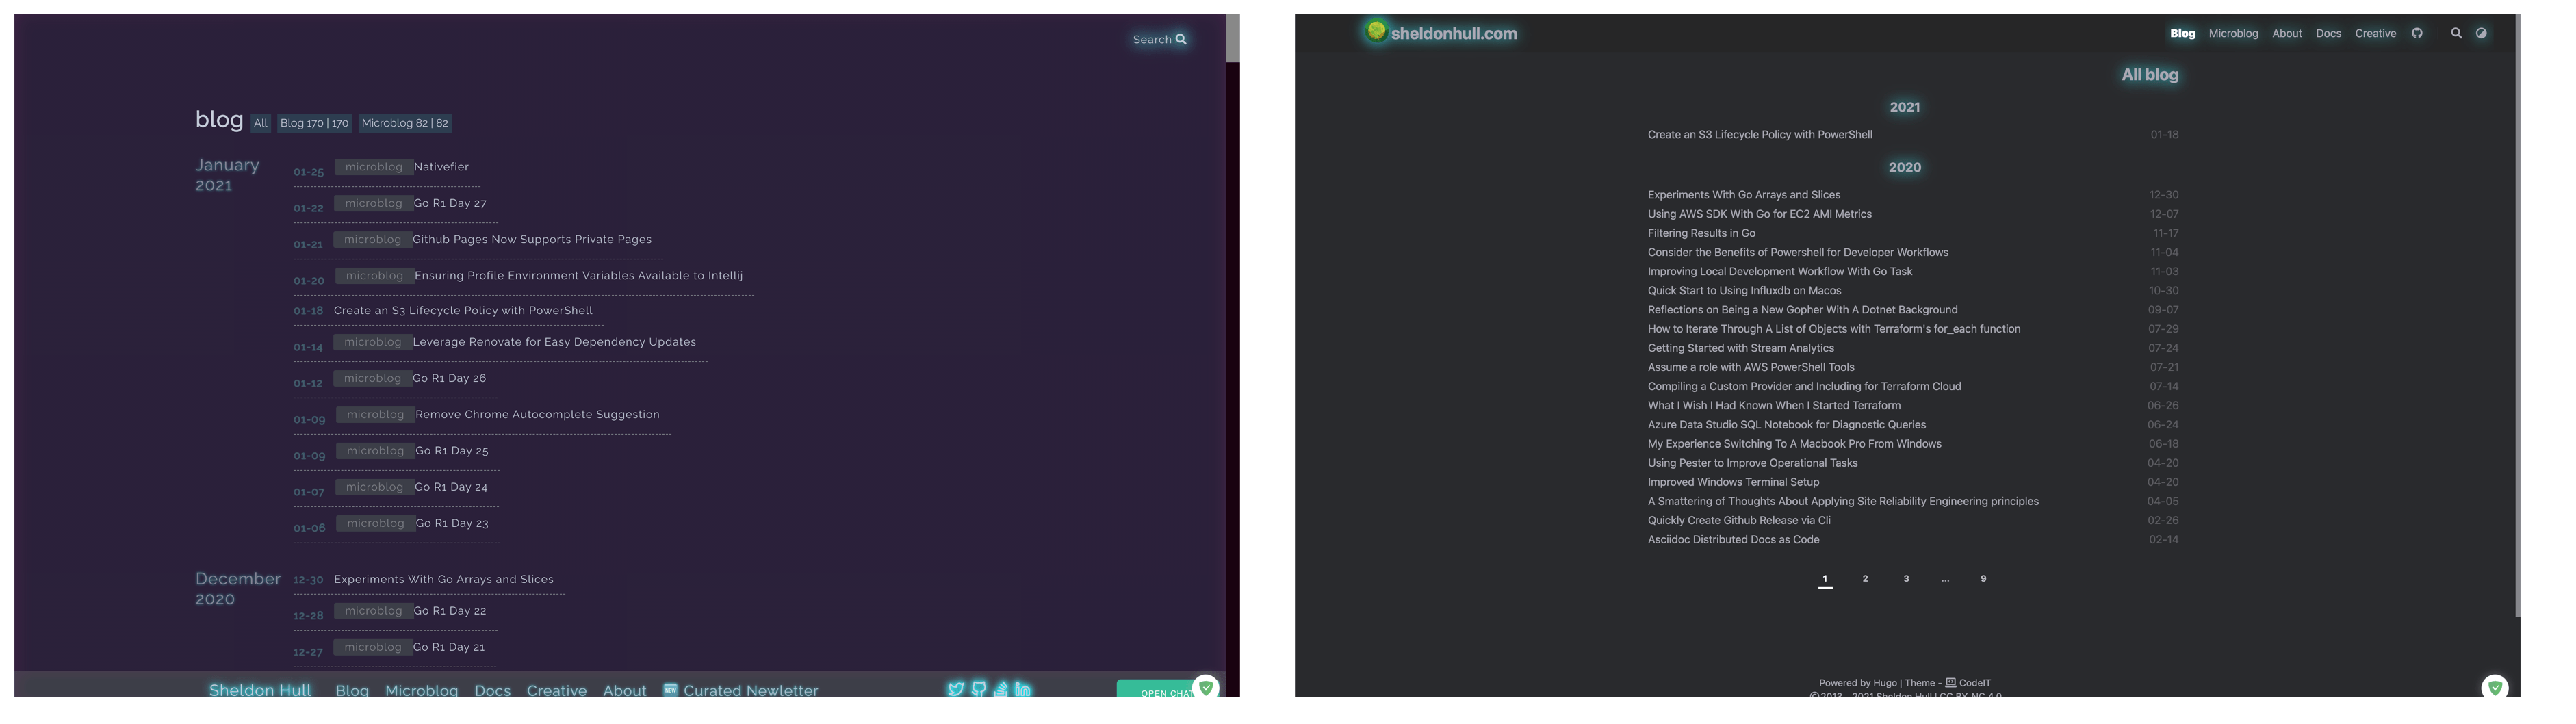 Search
blog All Blog 170 | 170 Microblog 82 | 82
January
2021
01-25 microblog Nativefier
01-22 microblog Go R1 Day 27
01-21 microblog Github Pages Now Supports Private Pages
01-20 microblog Ensuring Profile Environment Variables Available to Intellij
01-18 Create an S3 Lifecycle Policy with PowerShell
01-14 microblog Leverage Renovate for Easy Dependency Updates
01-12 microblog Go R1 Day 26
01-09 microblog Remove Chrome Autocomplete Suggestion
01-09 microblog Go R1 Day 25
01-07 microblog Go R1 Day 24
01-06 microblog Go R1 Day 23
December
2020
12-30 Experiments With Go Arrays and Slices
12-28 microblog Go R1 Day 22
12-27 microblog Go R1 Day 21
Sheldon Hull Blog Microblog Docs Creative About NEW Curated Newletter OPEN CHAT
sheldonhull.com Blog Microblog About Docs Creative
All blog
2021
Create an S3 Lifecycle Policy with PowerShell 01-18
2020
Experiments With Go Arrays and Slices 12-30
Using AWS SDK With Go for EC2 AMI Metrics 12-07
Filtering Results in Go 11-17
Consider the Benefits of Powershell for Developer Workflows 11-04
Improving Local Development Workflow With Go Task 11-03
Quick Start to Using Influxdb on Macos 10-30
Reflections on Being a New Gopher With A Dotnet Background 09-07
How to Iterate Through A List of Objects with Terraform's for_each function 07-29
Getting Started with Stream Analytics 07-24
Assume a role with AWS PowerShell Tools 07-21
Compiling a Custom Provider and Including for Terraform Cloud 07-14
What I Wish I Had Known When I Started Terraform 06-26
Azure Data Studio SQL Notebook for Diagnostic Queries 06-24
My Experience Switching To A Macbook Pro From Windows 06-18
Using Pester to Improve Operational Tasks 04-20
Improved Windows Terminal Setup 04-20
A Smattering of Thoughts About Applying Site Reliability Engineering principles 04-05
Quickly Create Github Release via Cli 02-26
Asciidoc Distributed Docs as Code 02-14
1 2 3 ... 9
Powered by Hugo | Theme - CodeIT
© 2013 - 2021 Sheldon Hull | CC BY-NC 4.0